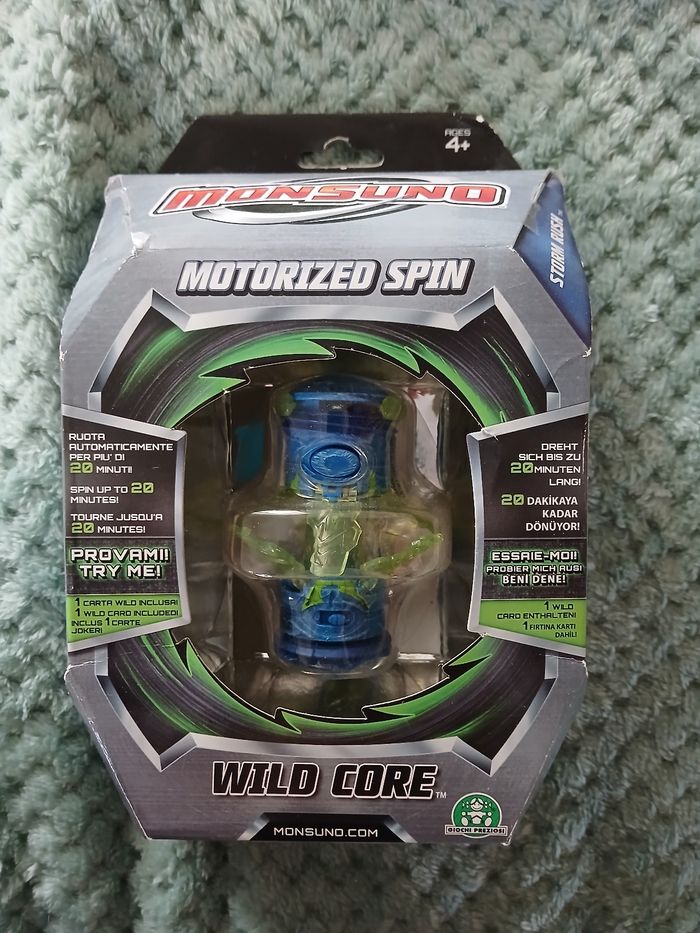 AGES
4+
MONSUNO
STORM RUSH™
MOTORIZED SPIN
RUOTA
AUTOMATICAMENTE
PER PIU' DI
20 MINUTI!
SPIN UP TO 20
MINUTES!
TOURNE JUSQU'A
20 MINUTES!
PROVAMI!
TRY ME!
1 CARTA WILD INCLUSA!
1 WILD CARD INCLUDED!
INCLUS 1 CARTE
JOKER!
DREHT
SICH BIS ZU
20 MINUTEN
LANG!
20 DAKİKAYA
KADAR
DÖNÜYOR!
ESSAIE-MOI!
PROBIER MICH AUS!
BENİ DENE!
1 WILD
CARD ENTHALTEN!
1 FIRTINA KARTI
DAHİLİ
WILD CORE™
MONSUNO.COM
GIOCHI PREZIOSI